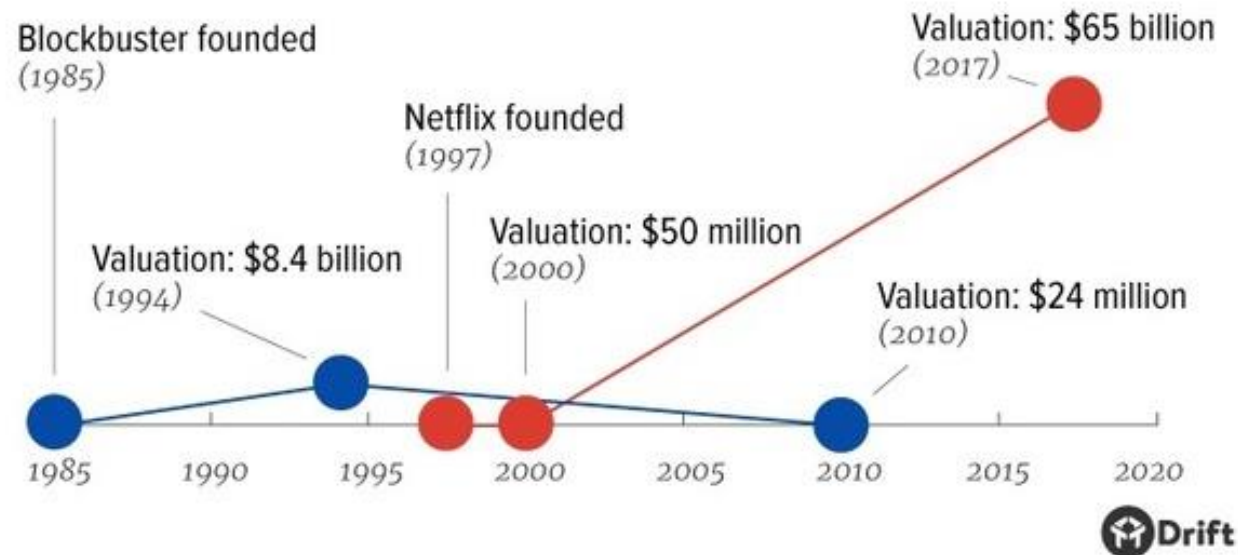 Blockbuster founded
(1985)
Netflix founded
(1997)
Valuation: $65 billion
(2017)
Valuation: $8.4 billion
(1994)
Valuation: $50 million
(2000)
Valuation: $24 million
(2010)
1985 1990 1995 2000 2005 2010 2015 2020
Drift